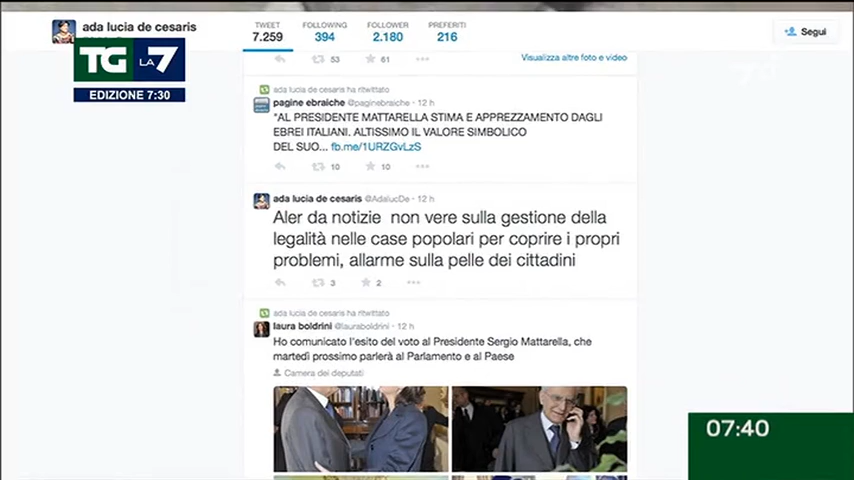 ada lucia de cesaris
TWEET
7.259
FOLLOWING
394
FOLLOWER
2.180
PREFERITI
216
Segui
TG LA7
EDIZIONE 7:30
53
61
Visualizza altre foto e video
ada lucia de cesaris ha ritwittato
pagine ebraiche @paginebraiche · 12 h
"AL PRESIDENTE MATTARELLA STIMA E APPREZZAMENTO DAGLI
EBREI ITALIANI. ALTISSIMO IL VALORE SIMBOLICO
DEL SUO... fb.me/1URZGvLzS
10
10
ada lucia de cesaris @AdalucDe · 12 h
Aler da notizie non vere sulla gestione della
legalità nelle case popolari per coprire i propri
problemi, allarme sulla pelle dei cittadini
3
2
ada lucia de cesaris ha ritwittato
laura boldrini @lauraboldrini · 12 h
Ho comunicato l'esito del voto al Presidente Sergio Mattarella, che
martedì prossimo parlerà al Parlamento e al Paese
Camera dei deputati
07:40